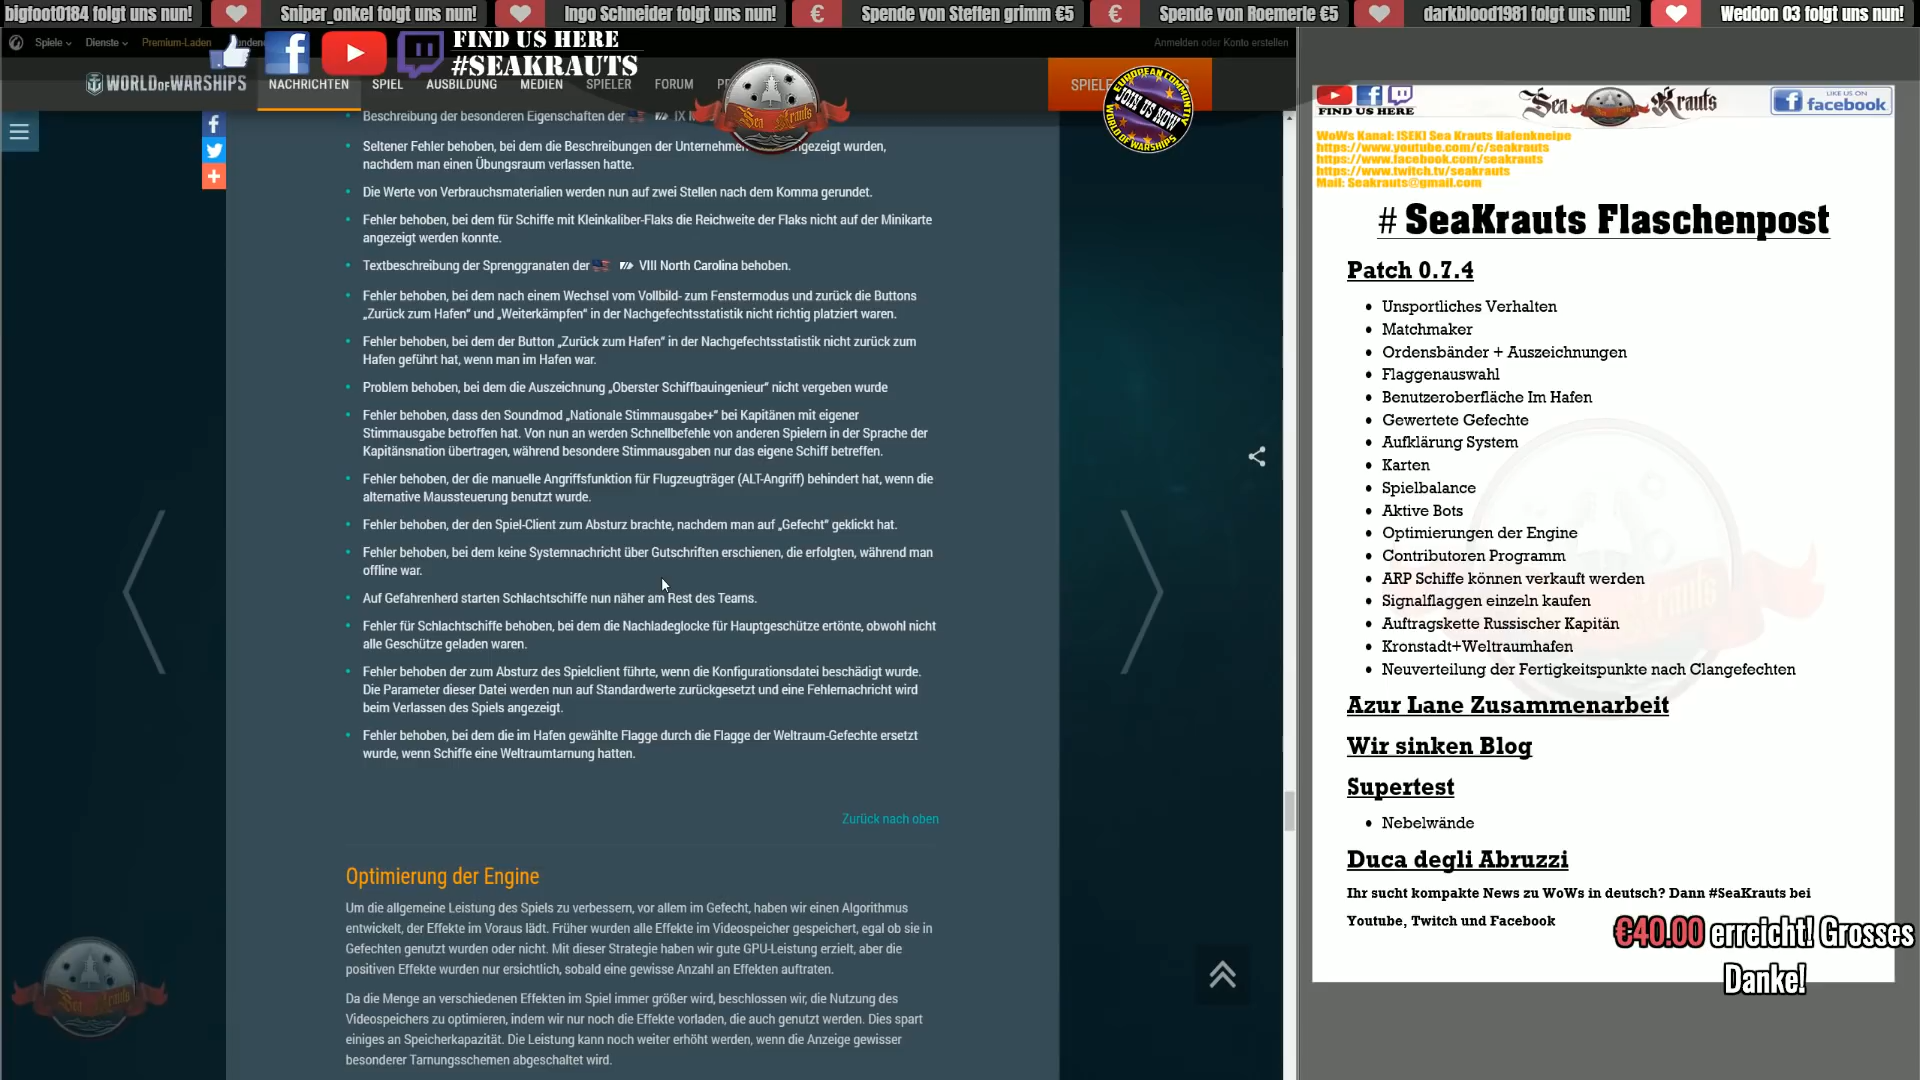 bigfoot0184 folgt uns nun! Sniper_onkel folgt uns nun! Ingo Schneider folgt uns nun! € Spende von Steffen grimm €5 € Spende von Roemerle €5 darkblood1981 folgt uns nun! Weddon 03 folgt uns nun!
Spiele Dienste Premium-Laden
FIND US HERE
#SEAKRAUTS
Anmelden oder Konto erstellen
WORLD OF WARSHIPS NACHRICHTEN SPIEL AUSBILDUNG MEDIEN SPIELER FORUM
EUROPEAN COMMUNITY
JOIN US NOW
WORLD OF WARSHIPS
Sea Krauts
Beschreibung der besonderen Eigenschaften der IX
Seltener Fehler behoben, bei dem die Beschreibungen der angezeigt wurden,
nachdem man einen Übungsraum verlassen hatte.
Die Werte von Verbrauchsmaterialien werden nun auf zwei Stellen nach dem Komma gerundet.
Fehler behoben, bei dem für Schiffe mit Kleinkaliber-Flaks die Reichweite der Flaks nicht auf der Minikarte
angezeigt werden konnte.
Textbeschreibung der Sprenggranaten der VIII North Carolina behoben.
Fehler behoben, bei dem nach einem Wechsel vom Vollbild- zum Fenstermodus und zurück die Buttons
„Zurück zum Hafen“ und „Weiterkämpfen“ in der Nachgefechtsstatistik nicht richtig platziert waren.
Fehler behoben, bei dem der Button „Zurück zum Hafen“ in der Nachgefechtsstatistik nicht zurück zum
Hafen geführt hat, wenn man im Hafen war.
Problem behoben, bei dem die Auszeichnung „Oberster Schiffbauingenieur“ nicht vergeben wurde
Fehler behoben, dass den Soundmod „Nationale Stimmausgabe+“ bei Kapitänen mit eigener
Stimmausgabe betroffen hat. Von nun an werden Schnellbefehle von anderen Spielern in der Sprache der
Kapitänsnation übertragen, während besondere Stimmausgaben nur das eigene Schiff betreffen.
Fehler behoben, der die manuelle Angriffsfunktion für Flugzeugträger (ALT-Angriff) behindert hat, wenn die
alternative Maussteuerung benutzt wurde.
Fehler behoben, der den Spiel-Client zum Absturz brachte, nachdem man auf „Gefecht“ geklickt hat.
Fehler behoben, bei dem keine Systemnachricht über Gutschriften erschienen, die erfolgten, während man
offline war.
Auf Gefahrenherd starten Schlachtschiffe nun näher am Rest des Teams.
Fehler für Schlachtschiffe behoben, bei dem die Nachladeglocke für Hauptgeschütze ertönte, obwohl nicht
alle Geschütze geladen waren.
Fehler behoben der zum Absturz des Spielclient führte, wenn die Konfigurationsdatei beschädigt wurde.
Die Parameter dieser Datei werden nun auf Standardwerte zurückgesetzt und eine Fehlernachricht wird
beim Verlassen des Spiels angezeigt.
Fehler behoben, bei dem die im Hafen gewählte Flagge durch die Flagge der Weltraum-Gefechte ersetzt
wurde, wenn Schiffe eine Weltraumtarnung hatten.
Zurück nach oben
Optimierung der Engine
Um die allgemeine Leistung des Spiels zu verbessern, vor allem im Gefecht, haben wir einen Algorithmus
entwickelt, der Effekte im Voraus lädt. Früher wurden alle Effekte im Videospeicher gespeichert, egal ob sie in
Gefechten genutzt wurden oder nicht. Mit dieser Strategie haben wir gute GPU-Leistung erzielt, aber die
positiven Effekte wurden nur ersichtlich, sobald eine gewisse Anzahl an Effekten auftraten.
Da die Menge an verschiedenen Effekten im Spiel immer größer wird, beschlossen wir, die Nutzung des
Videospeichers zu optimieren, indem wir nur noch die Effekte vorladen, die auch genutzt werden. Dies spart
einiges an Speicherkapazität. Die Leistung kann noch weiter erhöht werden, wenn die Anzeige gewisser
besonderer Tarnungsschemen abgeschaltet wird.
Sea Krauts
FIND US HERE
Sea Krauts
LIKE US ON
facebook
WoWs Kanal: [SEK] Sea Krauts Hafenkneipe
https://www.youtube.com/c/seakrauts
https://www.facebook.com/seakrauts
https://www.twitch.tv/seakrauts
Mail: Seakrauts@gmail.com
# SeaKrauts Flaschenpost
Patch 0.7.4
Unsportliches Verhalten
Matchmaker
Ordensbänder + Auszeichnungen
Flaggenauswahl
Benutzeroberfläche Im Hafen
Gewertete Gefechte
Aufklärung System
Karten
Spielbalance
Aktive Bots
Optimierungen der Engine
Contributoren Programm
ARP Schiffe können verkauft werden
Signalflaggen einzeln kaufen
Auftragskette Russischer Kapitän
Kronstadt+Weltraumhafen
Neuverteilung der Fertigkeitspunkte nach Clangefechten
Azur Lane Zusammenarbeit
Wir sinken Blog
Supertest
Nebelwände
Duca degli Abruzzi
Ihr sucht kompakte News zu WoWs in deutsch? Dann #SeaKrauts bei
Youtube, Twitch und Facebook
€40.00 erreicht! Grosses
Danke!